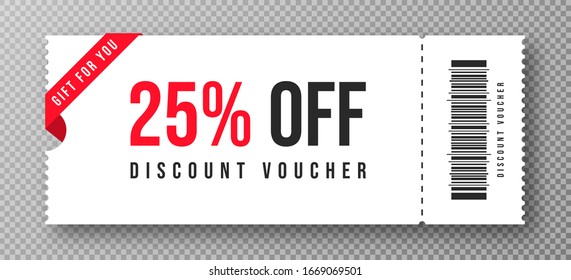 GIFT FOR YOU
25% OFF
DISCOUNT VOUCHER
DISCOUNT VOUCHER
shutterstock.com · 1669069501